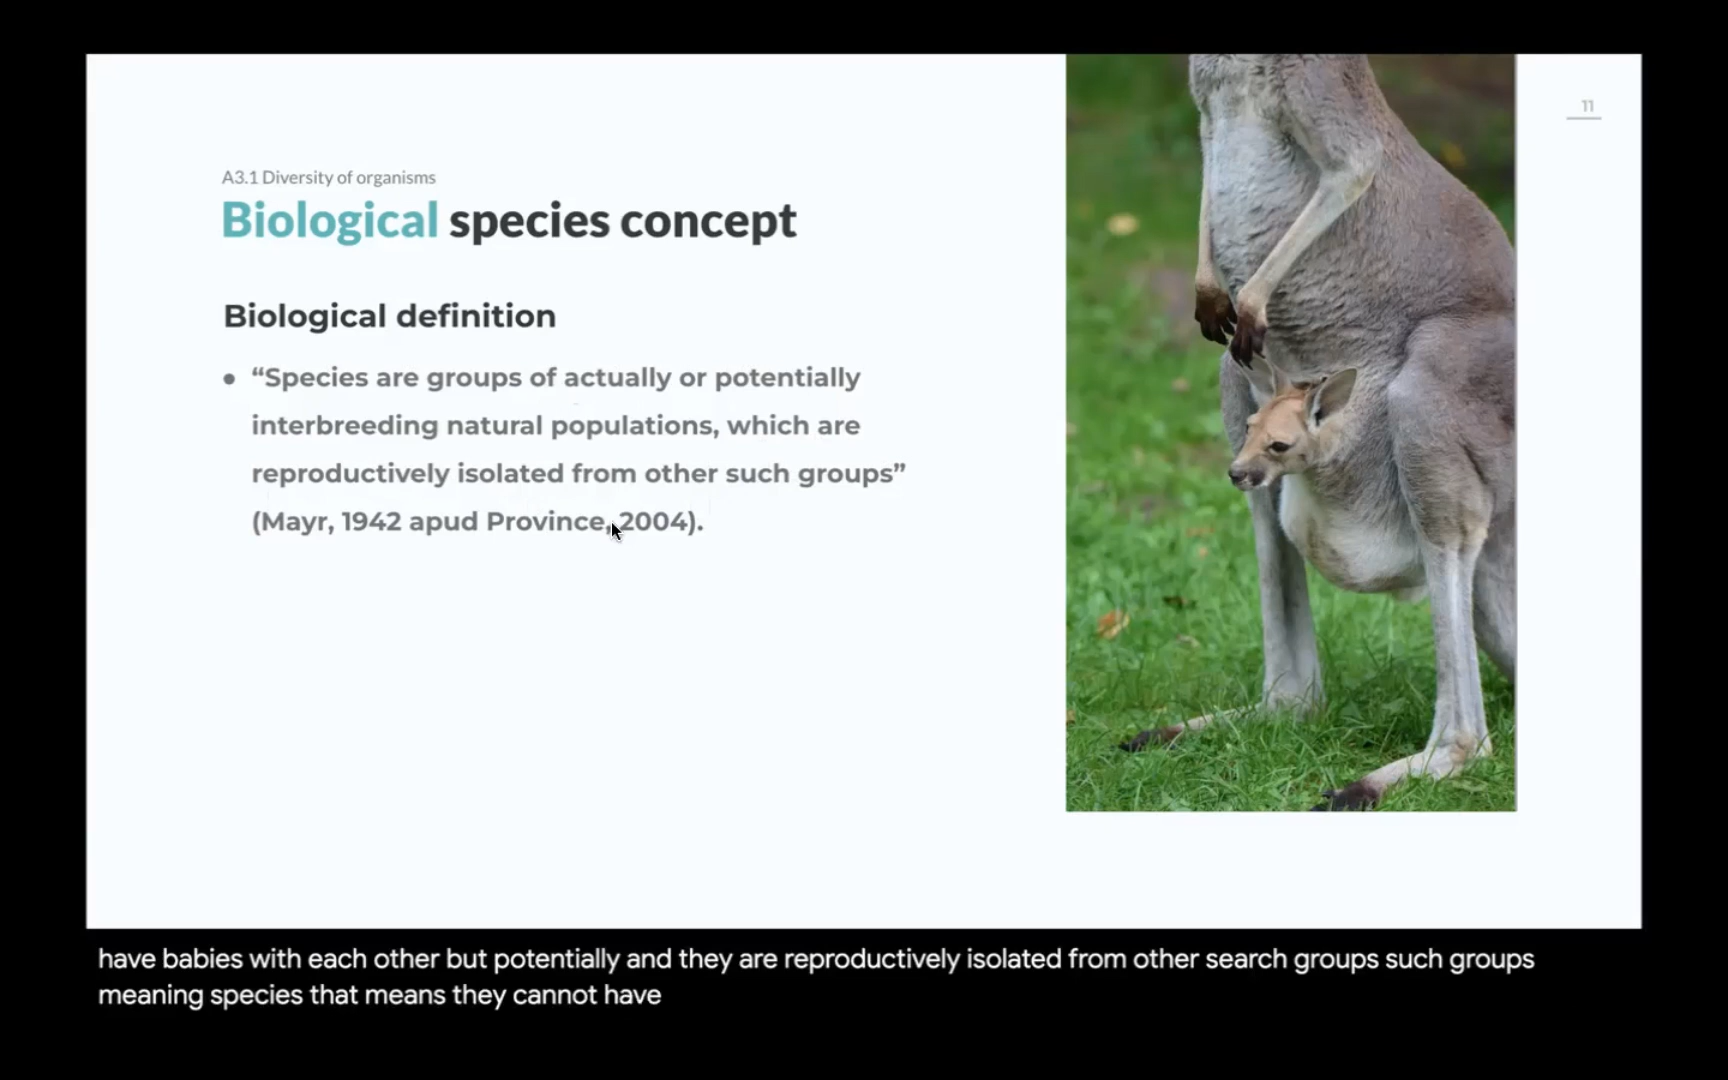 11
A3.1 Diversity of organisms
Biological species concept
Biological definition
● “Species are groups of actually or potentially
interbreeding natural populations, which are
reproductively isolated from other such groups”
(Mayr, 1942 apud Province, 2004).
have babies with each other but potentially and they are reproductively isolated from other search groups such groups
meaning species that means they cannot have